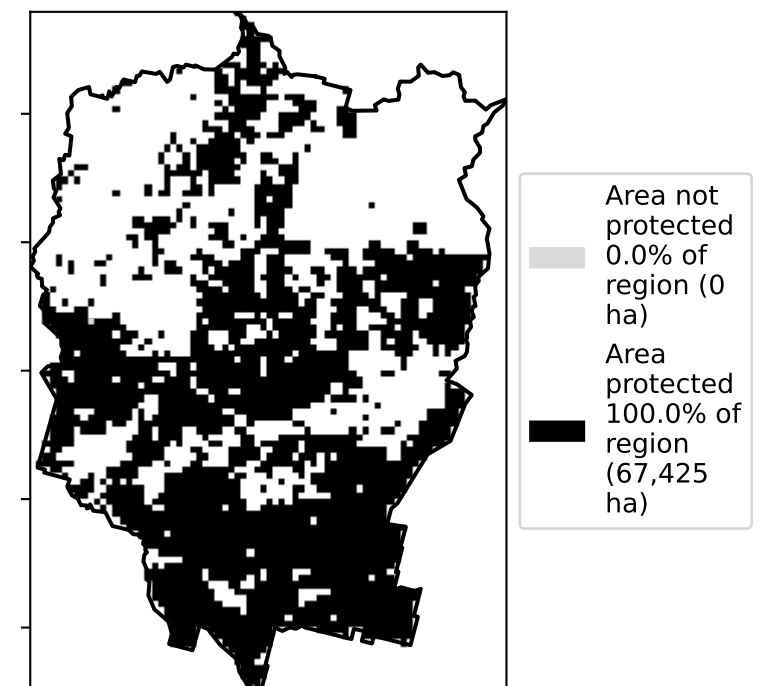 Area not
protected
0.0% of
region (0
ha)
Area
protected
100.0% of
region
(67,425
ha)